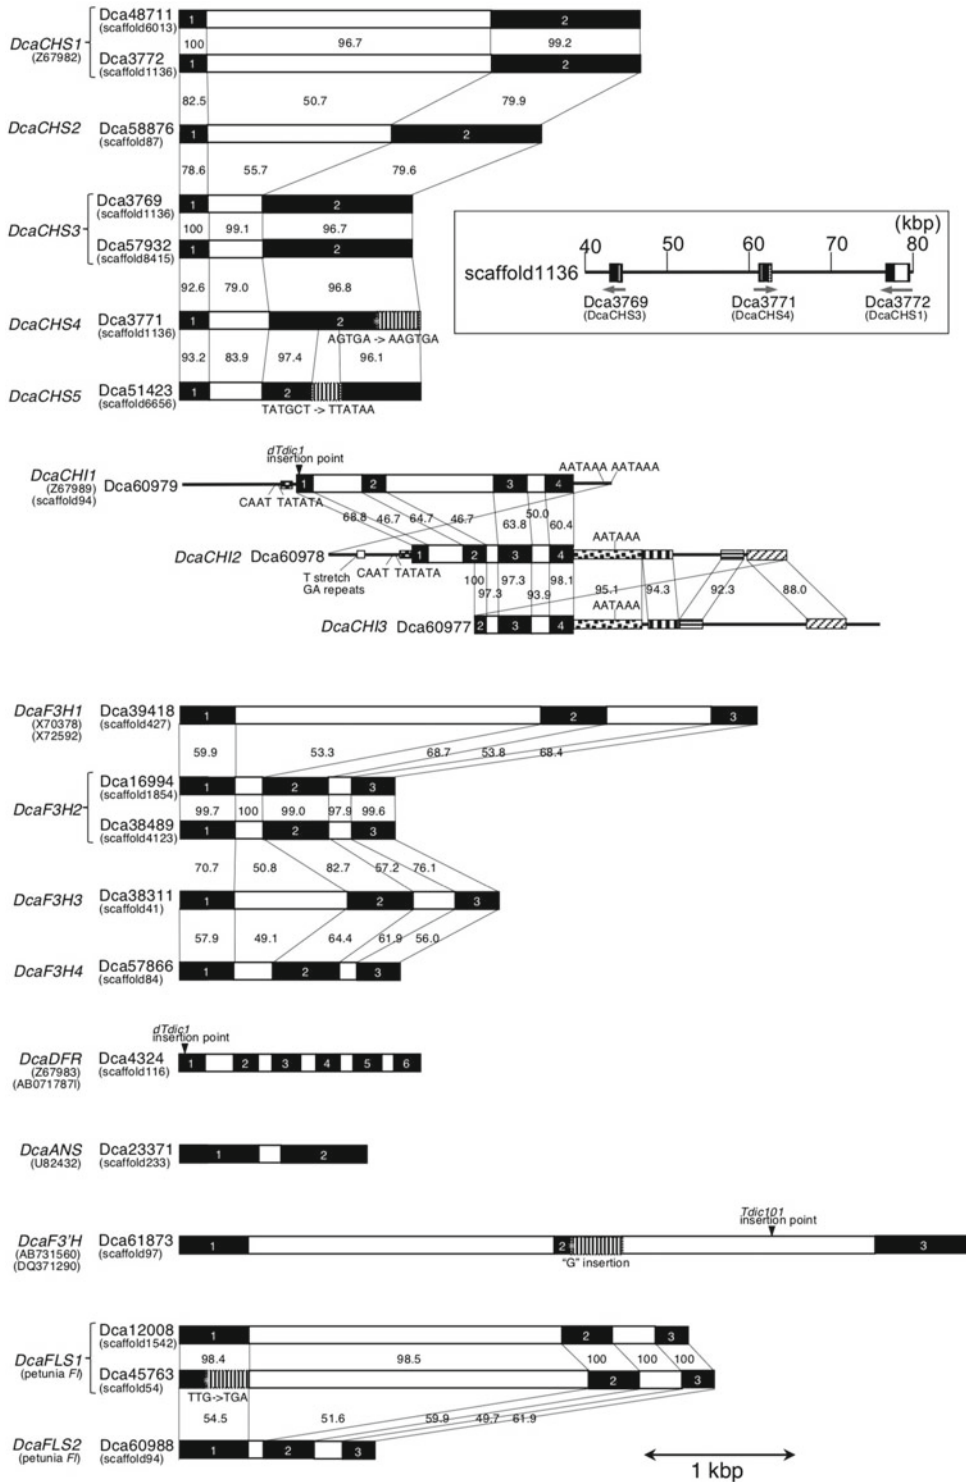 Dca48711
(scaffold6013)
1
2
DcaCHS1
(Z67982)
100
96.7
99.2
Dca3772
(scaffold1136)
1
2
82.5
50.7
79.9
DcaCHS2
Dca58876
(scaffold87)
1
2
78.6
55.7
79.6
Dca3769
(scaffold1136)
1
2
DcaCHS3
100
99.1
96.7
Dca57932
(scaffold8415)
1
2
92.6
79.0
96.8
DcaCHS4
Dca3771
(scaffold1136)
1
2
AGTGA -> AAGTGA
93.2
83.9
97.4
96.1
DcaCHS5
Dca51423
(scaffold6656)
1
2
TATGCT -> TTATAA
(kbp)
40
50
60
70
80
scaffold1136
Dca3769
(DcaCHS3)
Dca3771
(DcaCHS4)
Dca3772
(DcaCHS1)
dTdic1
insertion point
DcaCHI1
(Z67989)
(scaffold94)
Dca60979
CAAT TATATA
1
2
3
4
AATAAA AATAAA
68.8
46.7
64.7
46.7
63.8
50.0
60.4
DcaCHI2 Dca60978
T stretch
GA repeats
CAAT TATATA
1
2
3
4
AATAAA
100
97.3
97.3
93.9
98.1
95.1
94.3
92.3
88.0
DcaCHI3 Dca60977
2
3
4
AATAAA
DcaF3H1
(X70378)
(X72592)
Dca39418
(scaffold427)
1
2
3
59.9
53.3
68.7
53.8
68.4
Dca16994
(scaffold1854)
1
2
3
DcaF3H2
99.7
100
99.0
97.9
99.6
Dca38489
(scaffold4123)
1
2
3
70.7
50.8
82.7
57.2
76.1
DcaF3H3
Dca38311
(scaffold41)
1
2
3
57.9
49.1
64.4
61.9
56.0
DcaF3H4
Dca57866
(scaffold84)
1
2
3
dTdic1
insertion point
DcaDFR
(Z67983)
(AB071787I)
Dca4324
(scaffold116)
1
2
3
4
5
6
DcaANS
(U82432)
Dca23371
(scaffold233)
1
2
Tdic101
insertion point
DcaF3'H
(AB731560)
(DQ371290)
Dca61873
(scaffold97)
1
2
3
"G" insertion
Dca12008
(scaffold1542)
1
2
3
DcaFLS1
(petunia Fl)
98.4
98.5
100
100
100
Dca45763
(scaffold54)
2
3
TTG->TGA
54.5
51.6
59.9
49.7
61.9
DcaFLS2
(petunia Fl)
Dca60988
(scaffold94)
1
2
3
1 kbp